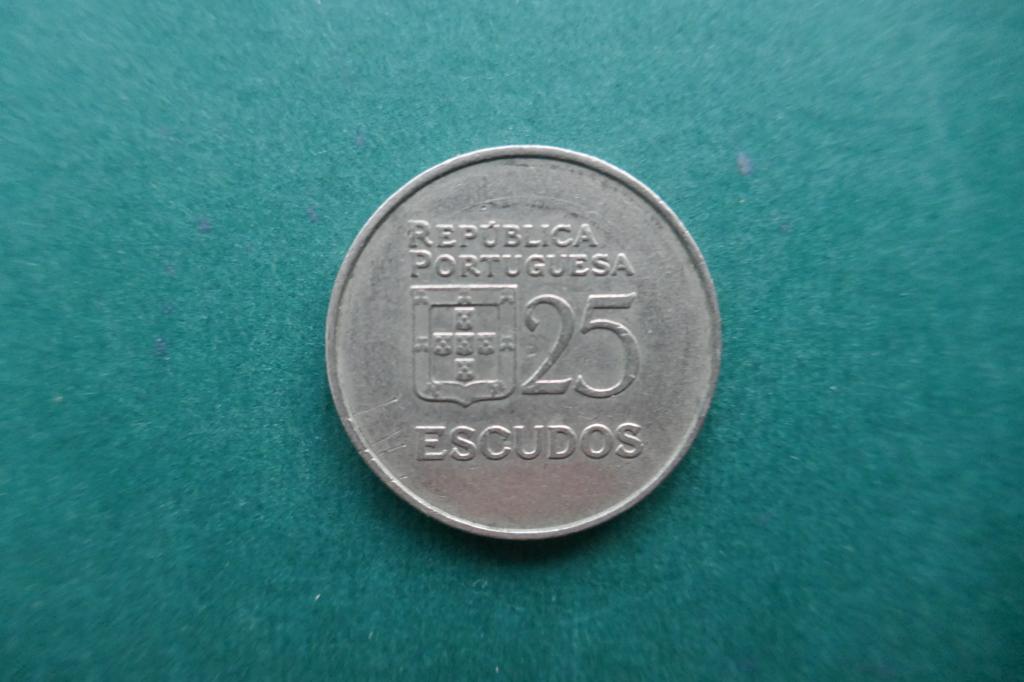 REPÚBLICA
PORTUGUESA
25
ESCUDOS